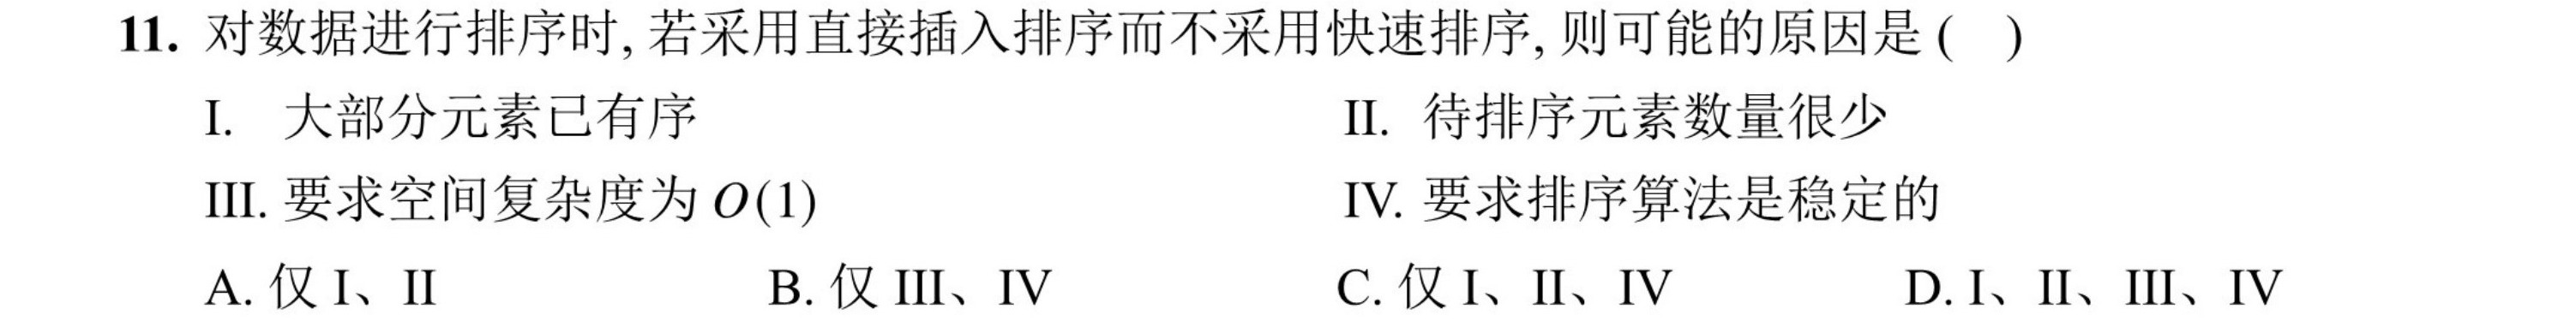 11. 对数据进行排序时, 若采用直接插入排序而不采用快速排序, 则可能的原因是 (    )
I. 大部分元素已有序 II. 待排序元素数量很少
III. 要求空间复杂度为 O(1) IV. 要求排序算法是稳定的
A. 仅 I、II B. 仅 III、IV C. 仅 I、II、IV D. I、II、III、IV